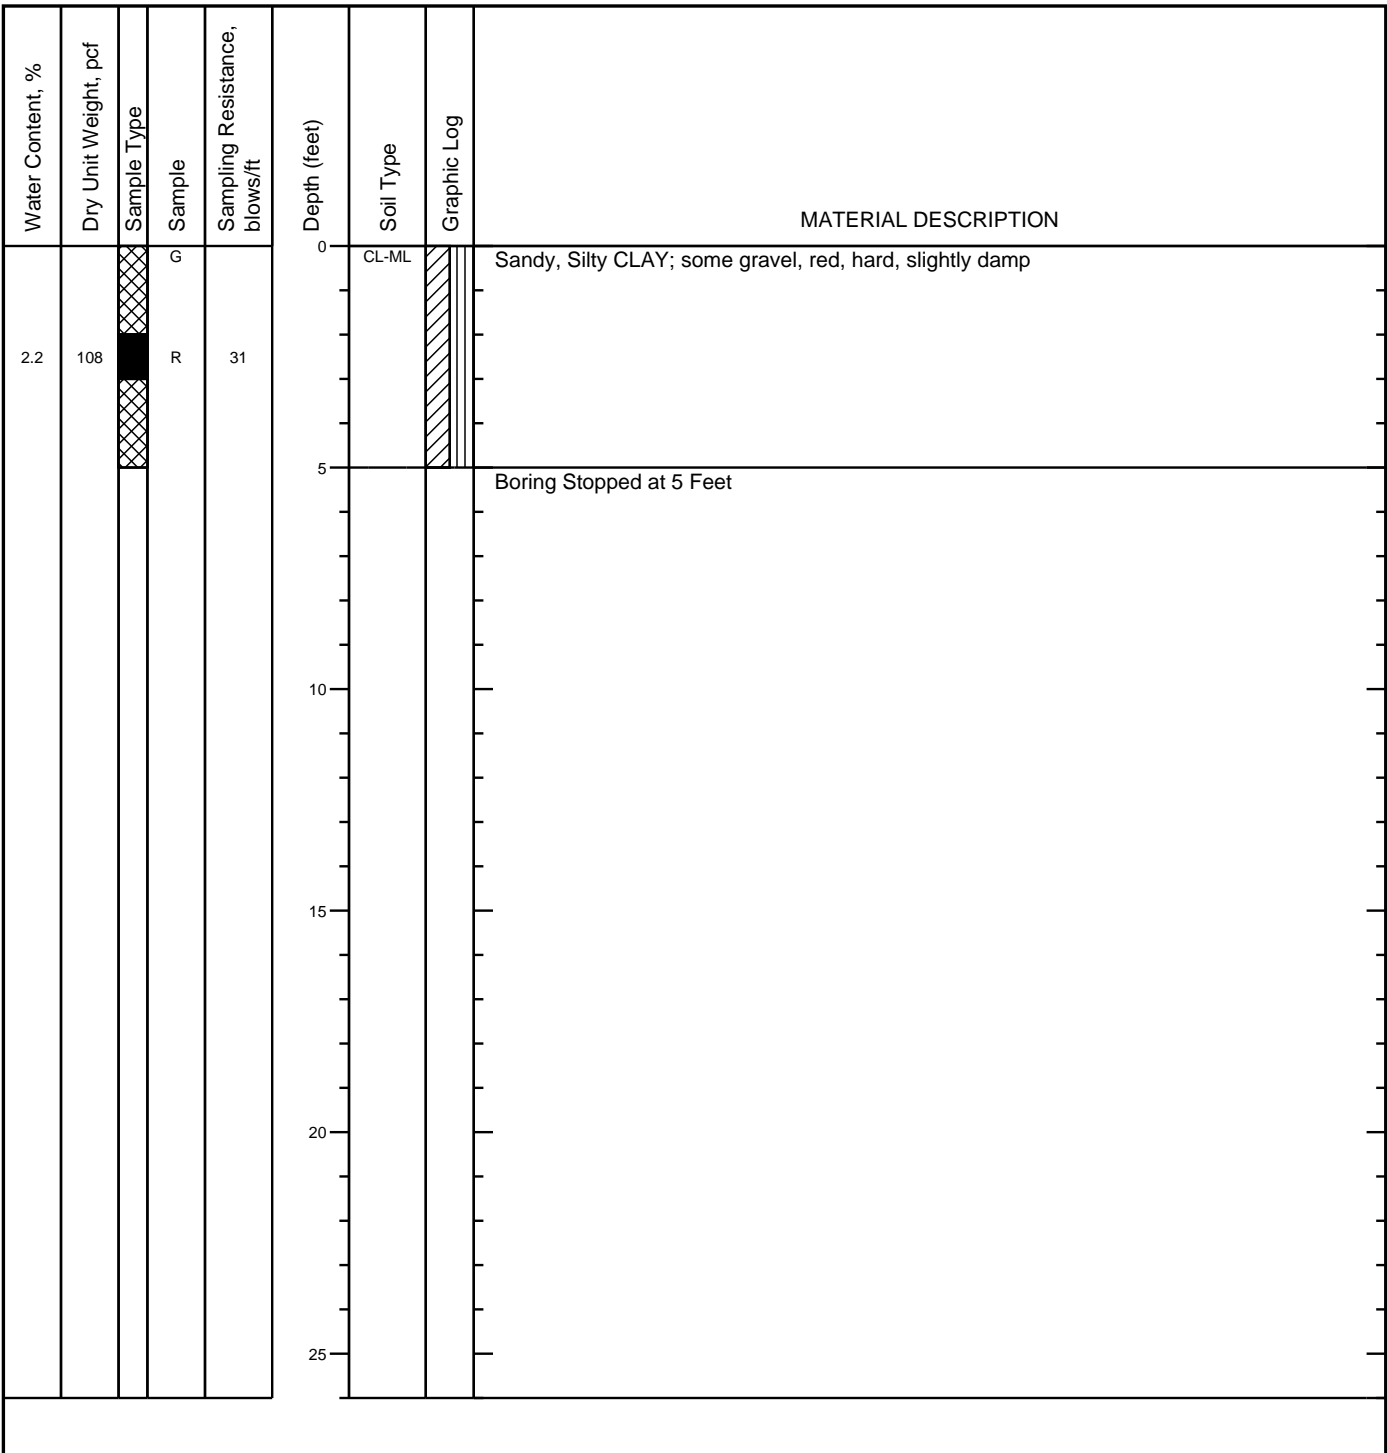 Water Content, %
Dry Unit Weight, pcf
Sample Type
Sample
Sampling Resistance,
blows/ft
Depth (feet)
Soil Type
Graphic Log
MATERIAL DESCRIPTION
0
G
CL-ML
Sandy, Silty CLAY; some gravel, red, hard, slightly damp
2.2
108
R
31
5
Boring Stopped at 5 Feet
10
15
20
25